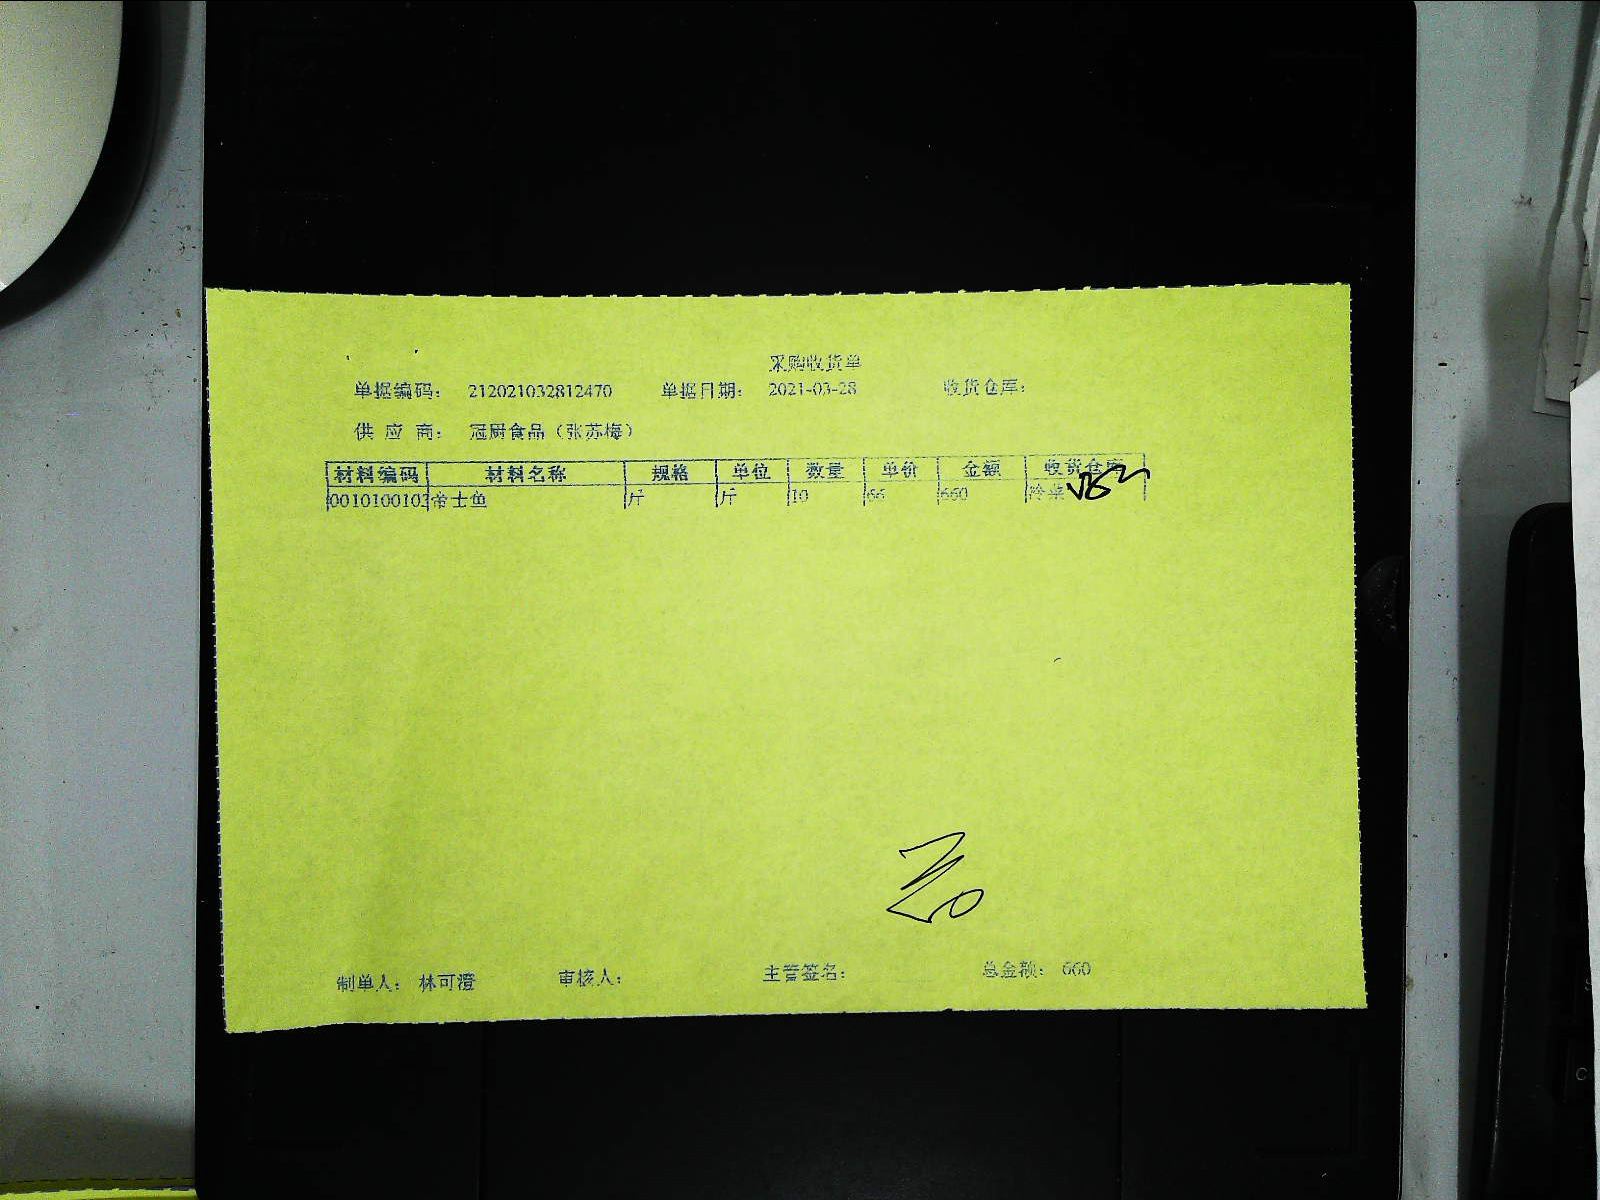 采购收货单
单据编码： 212021032812470 单据日期： 2021-03-28 收货仓库：
供 应 商： 冠厨食品（张苏梅）
材料编码 材料名称 规格 单位 数量 单价 金额 收货仓库
0010100103 帝士鱼 斤 斤 10 66 660 冷菜
制单人： 林可澄 审核人： 主管签名： 总金额： 660